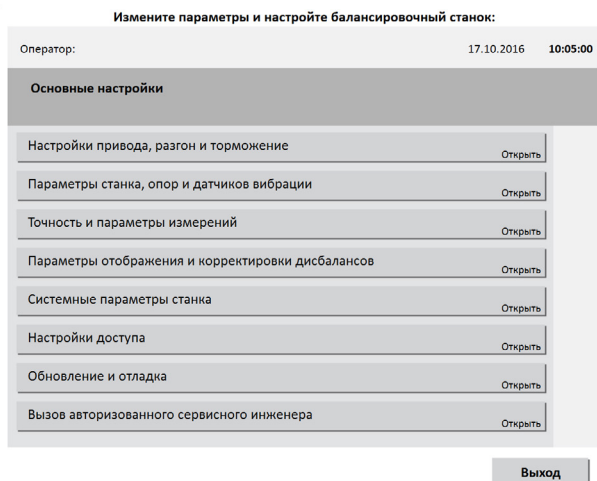 Измените параметры и настройте балансировочный станок:
Оператор: 17.10.2016 10:05:00
Основные настройки
Настройки привода, разгон и торможение
Открыть
Параметры станка, опор и датчиков вибрации
Открыть
Точность и параметры измерений
Открыть
Параметры отображения и корректировки дисбалансов
Открыть
Системные параметры станка
Открыть
Настройки доступа
Открыть
Обновление и отладка
Открыть
Вызов авторизованного сервисного инженера
Открыть
Выход